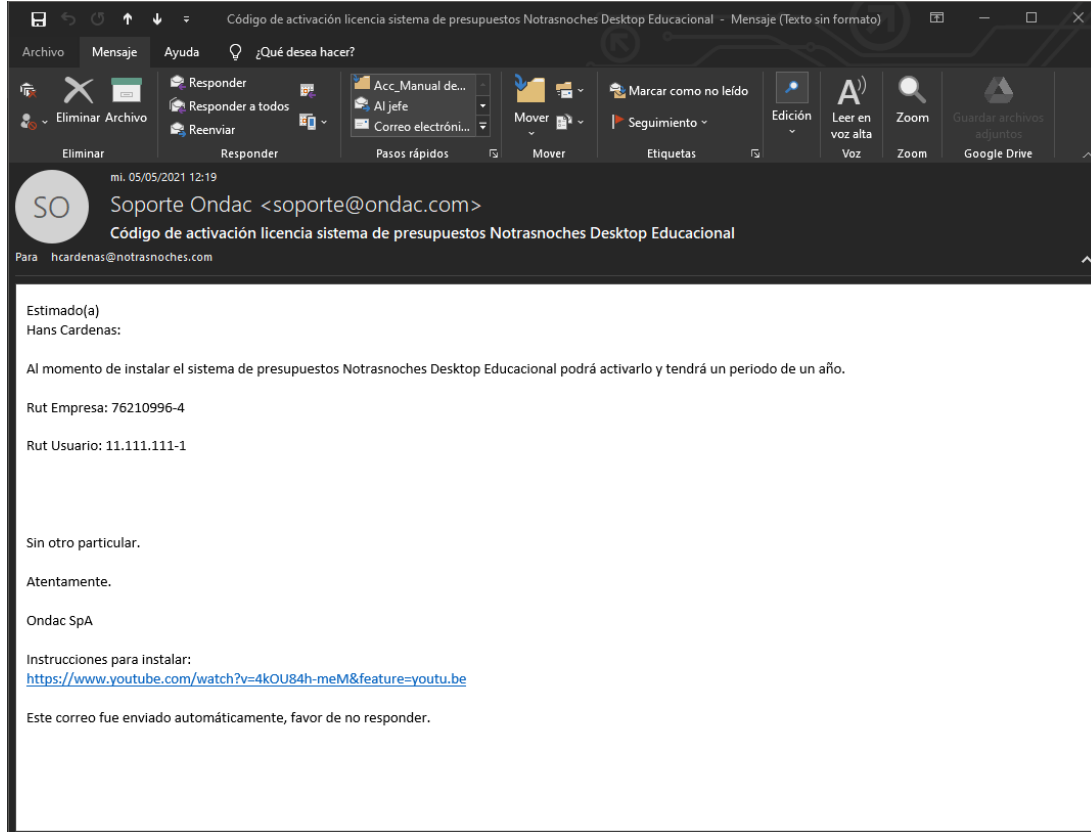 Código de activación licencia sistema de presupuestos Notrasnoches Desktop Educacional - Mensaje (Texto sin formato)
Archivo Mensaje Ayuda ¿Qué desea hacer?
Eliminar Archivo
Responder
Responder a todos
Reenviar
Acc_Manual de...
Al jefe
Correo electróni...
Mover
Marcar como no leído
Seguimiento
Edición
Leer en voz alta
Zoom
Guardar archivos adjuntos
Eliminar Responder Pasos rápidos Mover Etiquetas Voz Zoom Google Drive
SO
mi. 05/05/2021 12:19
Soporte Ondac <soporte@ondac.com>
Código de activación licencia sistema de presupuestos Notrasnoches Desktop Educacional
Para hcardenas@notrasnoches.com
Estimado(a)
Hans Cardenas:
Al momento de instalar el sistema de presupuestos Notrasnoches Desktop Educacional podrá activarlo y tendrá un periodo de un año.
Rut Empresa: 76210996-4
Rut Usuario: 11.111.111-1
Sin otro particular.
Atentamente.
Ondac SpA
Instrucciones para instalar:
https://www.youtube.com/watch?v=4kOU84h-meM&feature=youtu.be
Este correo fue enviado automáticamente, favor de no responder.